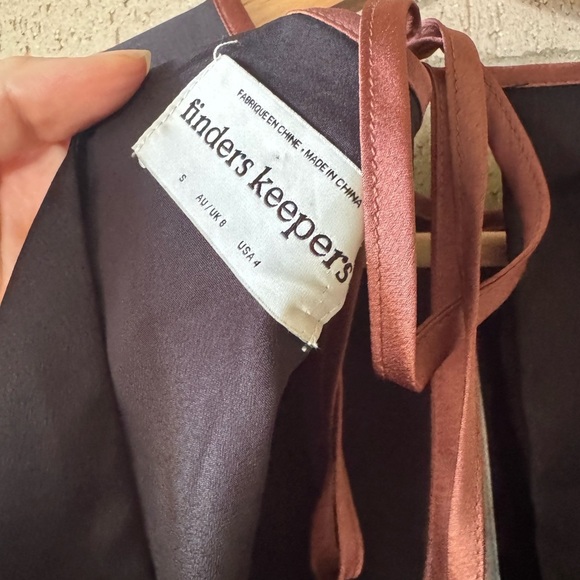 FABRIQUE EN CHINE • MADE IN CHINA
finders keepers
S AU/UK 8 USA 4